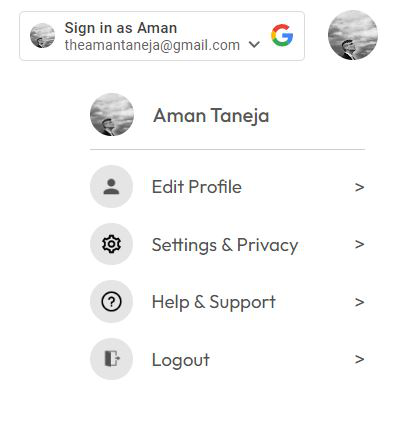 Sign in as Aman
theamantaneja@gmail.com
Aman Taneja
Edit Profile >
Settings & Privacy >
? Help & Support >
Logout >